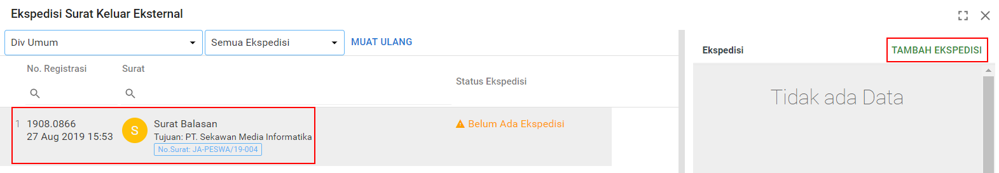 Ekspedisi Surat Keluar Eksternal
Div Umum
Semua Ekspedisi
MUAT ULANG
Ekspedisi
TAMBAH EKSPEDISI
No. Registrasi
Surat
Status Ekspedisi
Tidak ada Data
1
1908.0866
27 Aug 2019 15:53
S
Surat Balasan
Tujuan: PT. Sekawan Media Informatika
No.Surat: JA-PESWA/19-004
Belum Ada Ekspedisi